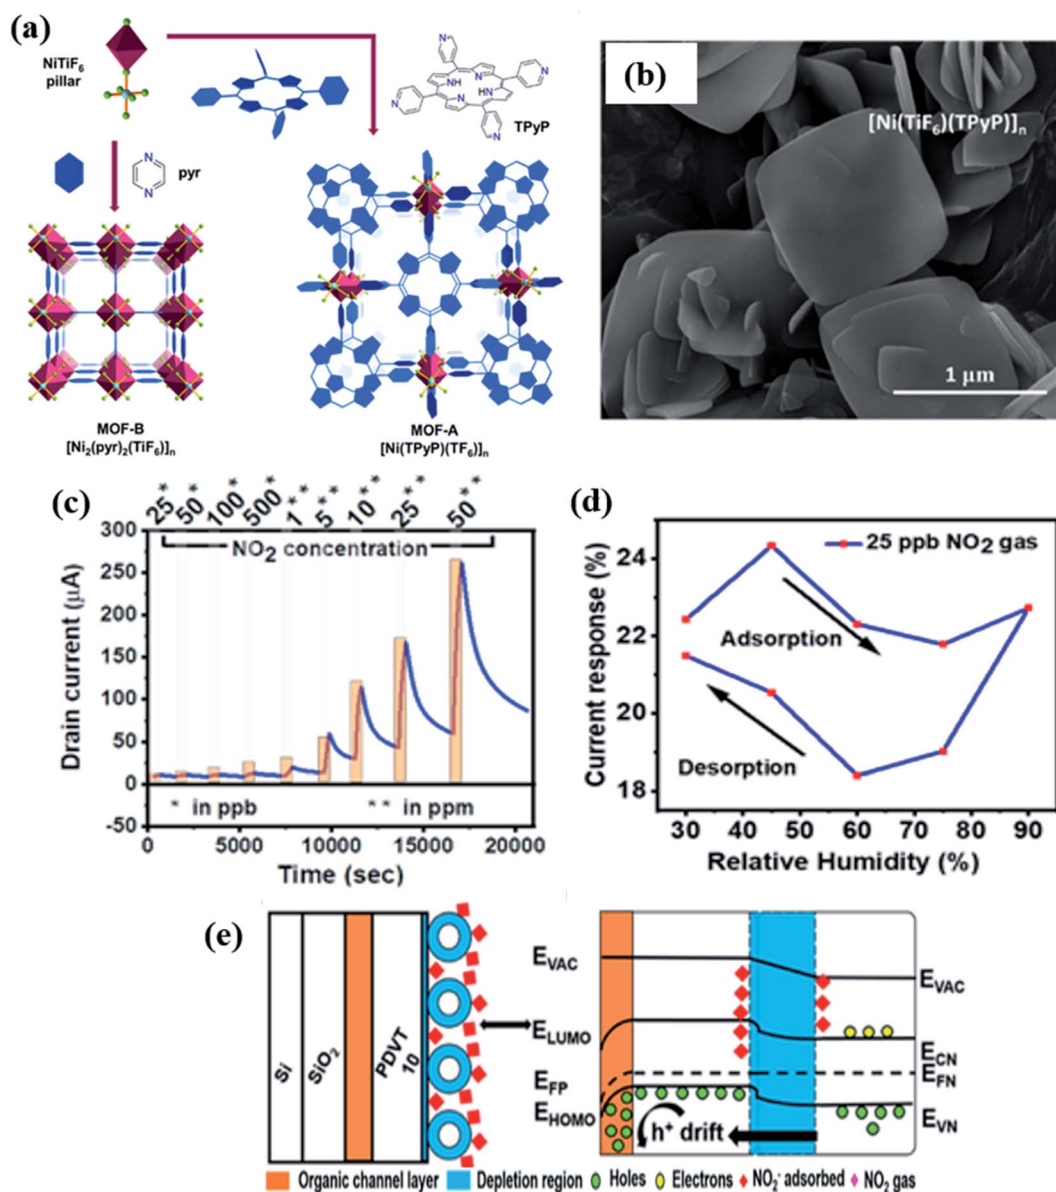 (a)
NiTiF6
pillar
NH
N
N
HN
N
N
N
N
TPyP
N
N
pyr
MOF-B
[Ni2(pyr)2(TiF6)]n
MOF-A
[Ni(TPyP)(TF6)]n
(b)
[Ni(TiF6)(TPyP)]n
1 µm
(c)
25* 50* 100* 500* 1** 5** 10** 25** 50**
NO2 concentration
Drain current (µA)
300
250
200
150
100
50
0
-50
* in ppb
** in ppm
0 5000 10000 15000 20000
Time (sec)
(d)
25 ppb NO2 gas
Current response (%)
24
22
20
18
Adsorption
Desorption
30 40 50 60 70 80 90
Relative Humidity (%)
(e)
Si
SiO2
PDVT
10
EVAC
ELUMO
EFP
EHOMO
h+ drift
EVAC
ECN
EFN
EVN
Organic channel layer
Depletion region
Holes
Electrons
NO2- adsorbed
NO2 gas